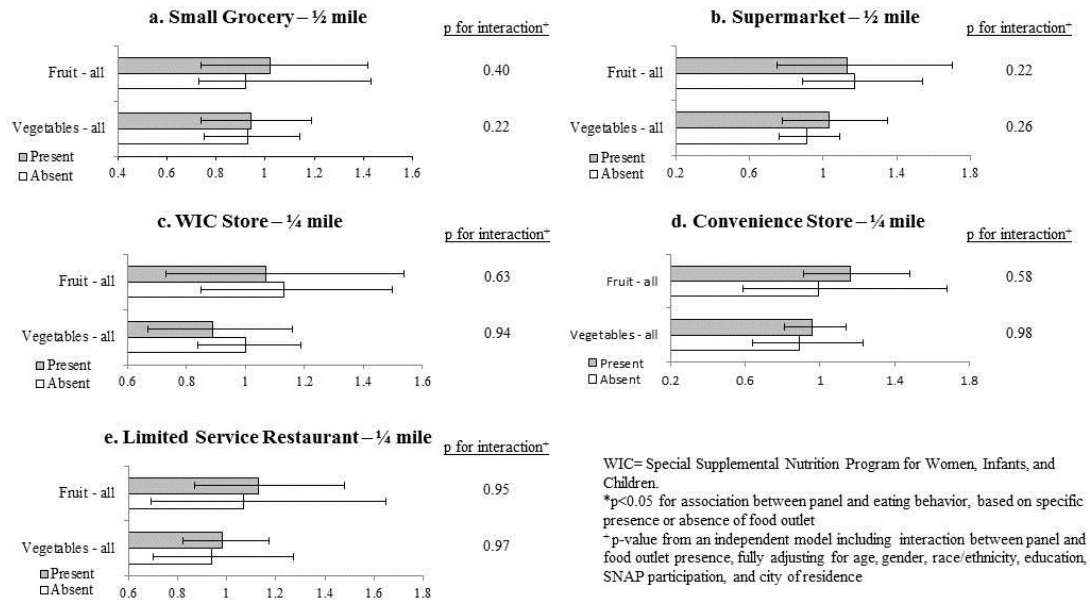 a. Small Grocery – ½ mile
p for interaction⁺
Fruit - all
0.40
Vegetables - all
0.22
Present
Absent
0.4 0.6 0.8 1 1.2 1.4 1.6
b. Supermarket – ½ mile
p for interaction⁺
Fruit - all
0.22
Vegetables - all
0.26
Present
Absent
0.2 0.6 1 1.4 1.8
c. WIC Store – ¼ mile
p for interaction⁺
Fruit - all
0.63
Vegetables - all
0.94
Present
Absent
0.6 0.8 1 1.2 1.4 1.6
d. Convenience Store – ¼ mile
p for interaction⁺
Fruit - all
0.58
Vegetables - all
0.98
Present
Absent
0.2 0.6 1 1.4 1.8
e. Limited Service Restaurant – ¼ mile
p for interaction⁺
Fruit - all
0.95
Vegetables - all
0.97
Present
Absent
0.6 0.8 1 1.2 1.4 1.6 1.8
WIC= Special Supplemental Nutrition Program for Women, Infants, and
Children.
*p<0.05 for association between panel and eating behavior, based on specific
presence or absence of food outlet
⁺p-value from an independent model including interaction between panel and
food outlet presence, fully adjusting for age, gender, race/ethnicity, education,
SNAP participation, and city of residence